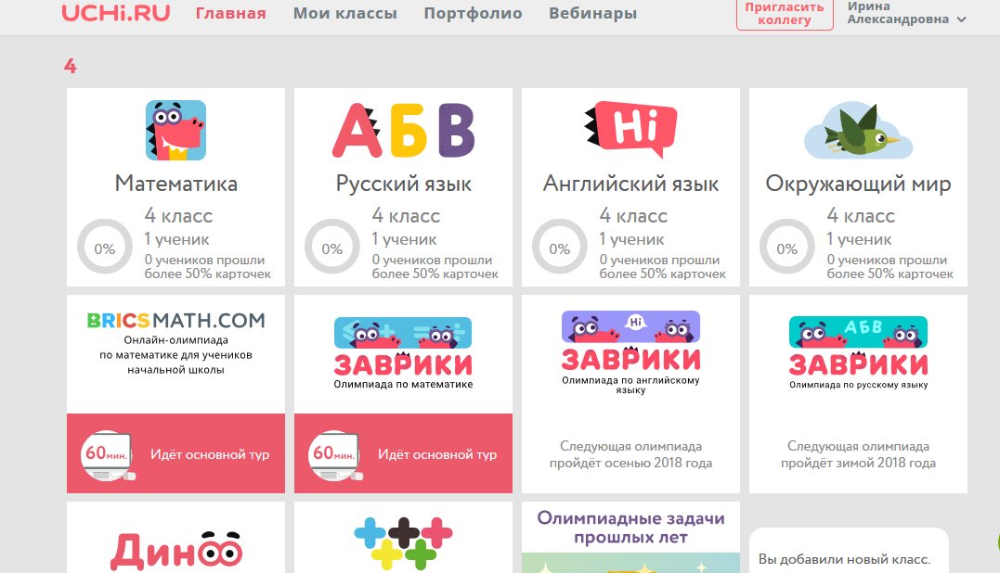 UCHi.RU
Главная
Мои классы
Портфолио
Вебинары
Пригласить
коллегу
Ирина
Александровна
4
АБВ
Hi
Математика
Русский язык
Английский язык
Окружающий мир
0%
4 класс
1 ученик
0 учеников прошли
более 50% карточек
0%
4 класс
1 ученик
0 учеников прошли
более 50% карточек
0%
4 класс
1 ученик
0 учеников прошли
более 50% карточек
0%
4 класс
1 ученик
0 учеников прошли
более 50% карточек
BRICSMATH.COM
Онлайн-олимпиада
по математике для учеников
начальной школы
60мин.
Идёт основной тур
ЗАВРИКИ
Олимпиада по математике
60мин.
Идёт основной тур
Hi
ЗАВРИКИ
Олимпиада по английскому
языку
Следующая олимпиада
пройдёт осенью 2018 года
АБВ
ЗАВРИКИ
Олимпиада по русскому языку
Следующая олимпиада
пройдёт зимой 2018 года
Диноо
Олимпиадные задачи
прошлых лет
Вы добавили новый класс.